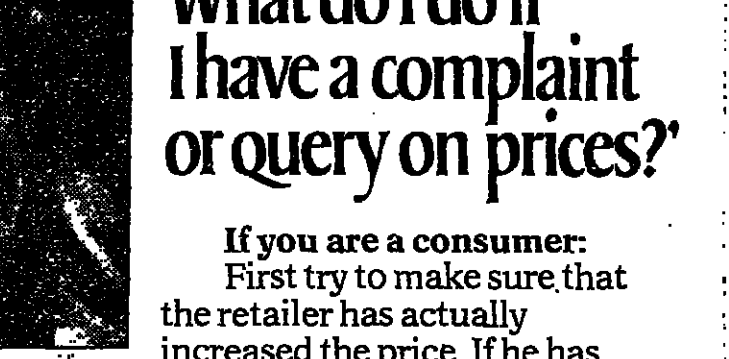 What do I do if
I have a complaint
or query on prices?'
If you are a consumer:
First try to make sure that
the retailer has actually
increased the price. If he has